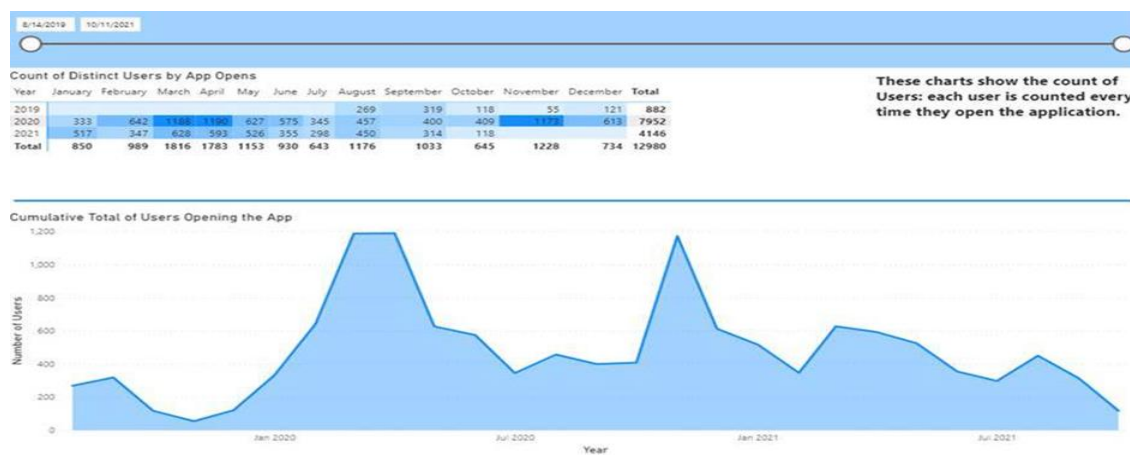 8/14/2019 10/11/2021
Count of Distinct Users by App Opens
Year January February March April May June July August September October November December Total
2019 269 319 118 55 121 882
2020 333 642 1188 1190 627 575 345 457 400 409 1173 613 7952
2021 517 347 628 593 526 355 298 450 314 118 4146
Total 850 989 1816 1783 1153 930 643 1176 1033 645 1228 734 12980
These charts show the count of
Users: each user is counted every
time they open the application.
Cumulative Total of Users Opening the App
1,200
1,000
800
600
400
200
0
Number of Users
Jan 2020 Jul 2020 Jan 2021 Jul 2021
Year